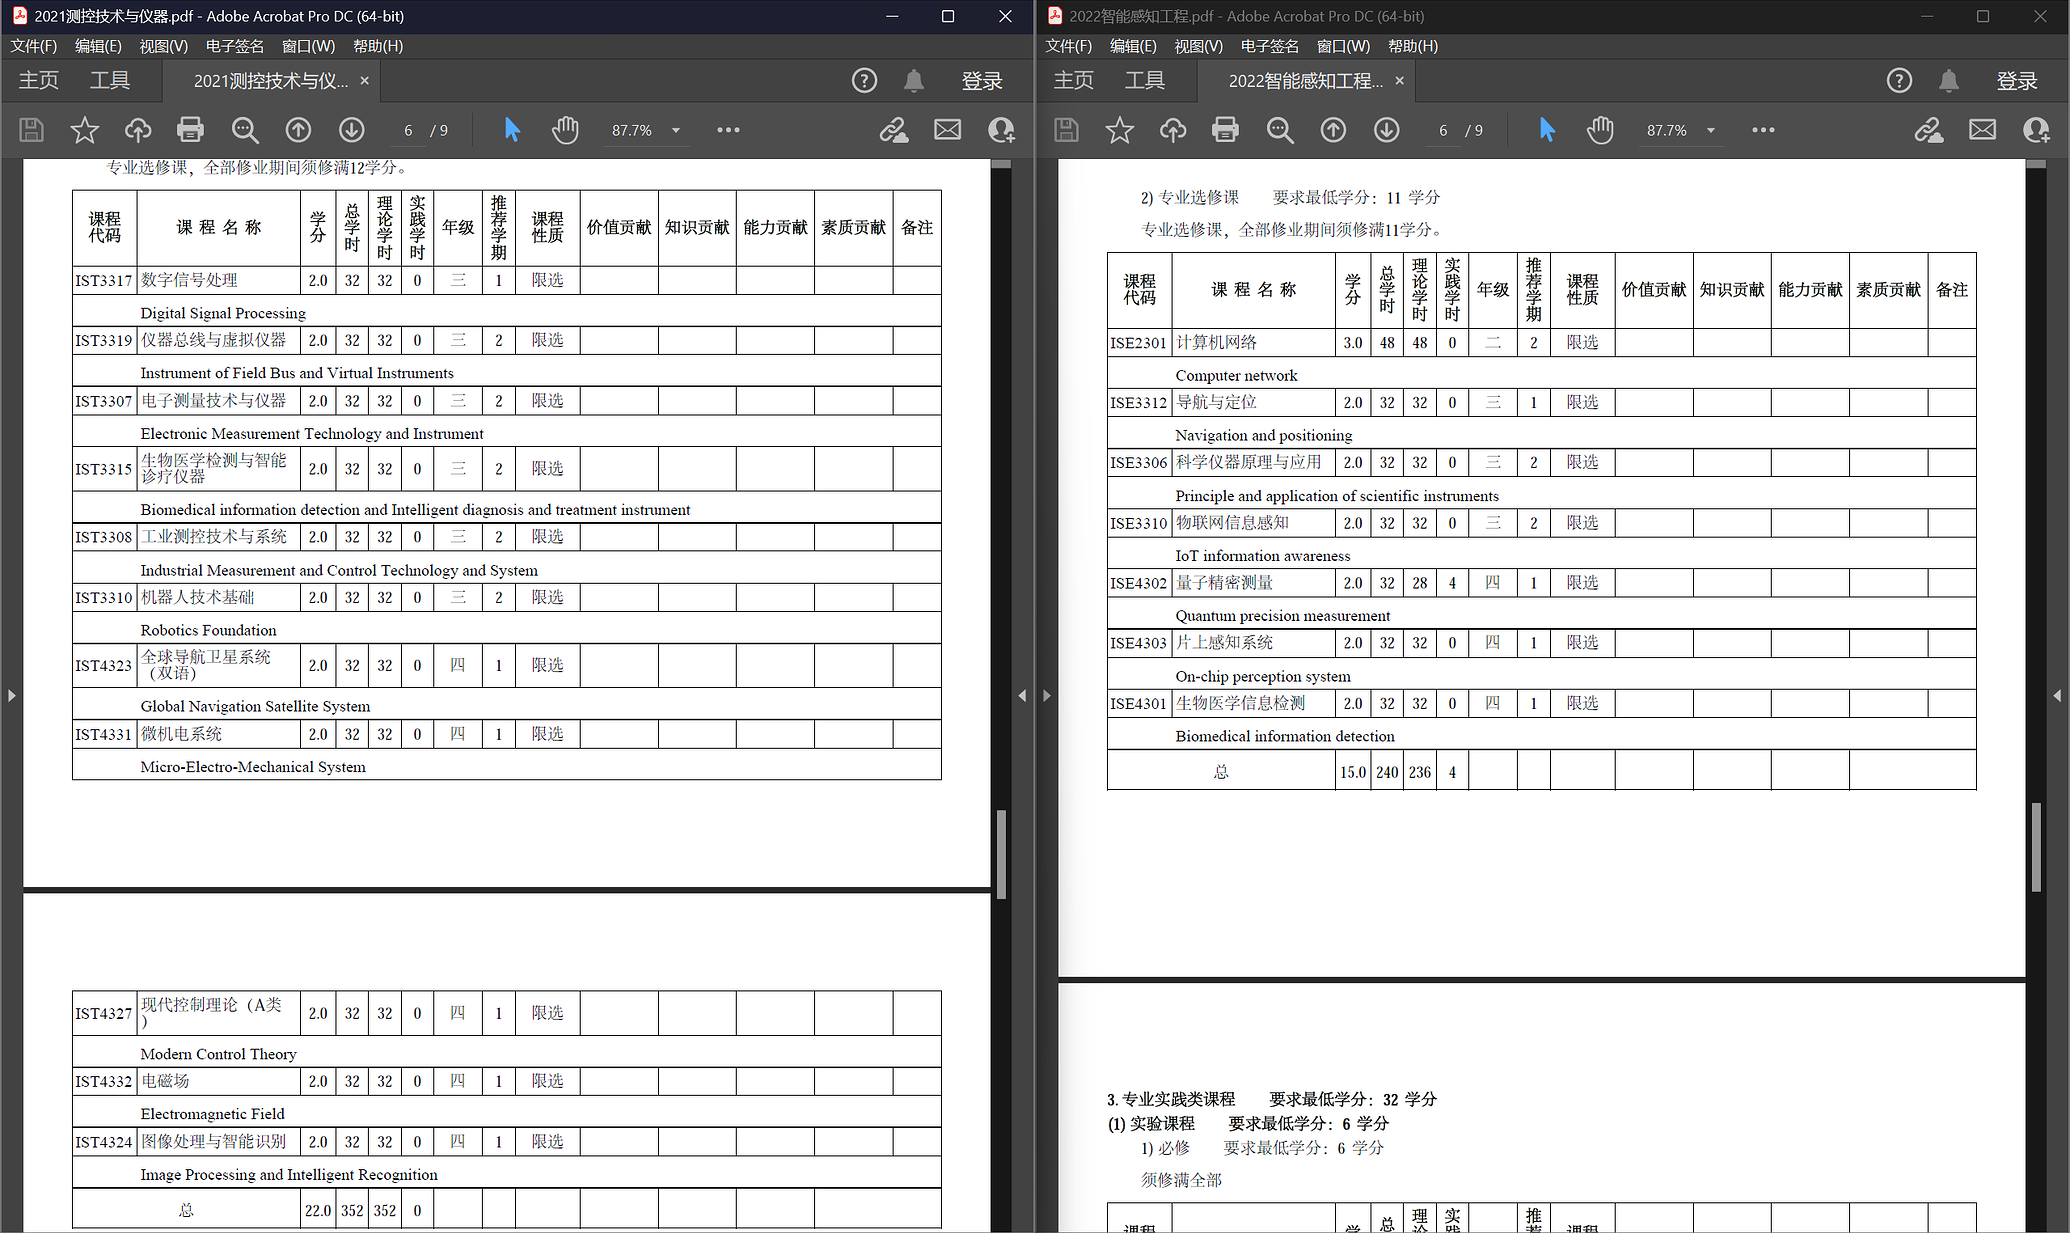 2021测控技术与仪器.pdf - Adobe Acrobat Pro DC (64-bit)
文件(F) 编辑(E) 视图(V) 电子签名 窗口(W) 帮助(H)
主页 工具 2021测控技术与仪... × 登录
6 / 9 87.7%
专业选修课，全部修业期间须修满12学分。
课程代码 课 程 名 称 学分 总学时 理论学时 实践学时 年级 推荐学期 课程性质 价值贡献 知识贡献 能力贡献 素质贡献 备注
IST3317 数字信号处理 2.0 32 32 0 三 1 限选
Digital Signal Processing
IST3319 仪器总线与虚拟仪器 2.0 32 32 0 三 2 限选
Instrument of Field Bus and Virtual Instruments
IST3307 电子测量技术与仪器 2.0 32 32 0 三 2 限选
Electronic Measurement Technology and Instrument
IST3315 生物医学检测与智能诊疗仪器 2.0 32 32 0 三 2 限选
Biomedical information detection and Intelligent diagnosis and treatment instrument
IST3308 工业测控技术与系统 2.0 32 32 0 三 2 限选
Industrial Measurement and Control Technology and System
IST3310 机器人技术基础 2.0 32 32 0 三 2 限选
Robotics Foundation
IST4323 全球导航卫星系统（双语） 2.0 32 32 0 四 1 限选
Global Navigation Satellite System
IST4331 微机电系统 2.0 32 32 0 四 1 限选
Micro-Electro-Mechanical System
IST4327 现代控制理论（A类） 2.0 32 32 0 四 1 限选
Modern Control Theory
IST4332 电磁场 2.0 32 32 0 四 1 限选
Electromagnetic Field
IST4324 图像处理与智能识别 2.0 32 32 0 四 1 限选
Image Processing and Intelligent Recognition
总 22.0 352 352 0
2022智能感知工程.pdf - Adobe Acrobat Pro DC (64-bit)
文件(F) 编辑(E) 视图(V) 电子签名 窗口(W) 帮助(H)
主页 工具 2022智能感知工程... × 登录
6 / 9 87.7%
2) 专业选修课 要求最低学分：11 学分
专业选修课，全部修业期间须修满11学分。
课程代码 课 程 名 称 学分 总学时 理论学时 实践学时 年级 推荐学期 课程性质 价值贡献 知识贡献 能力贡献 素质贡献 备注
ISE2301 计算机网络 3.0 48 48 0 二 2 限选
Computer network
ISE3312 导航与定位 2.0 32 32 0 三 1 限选
Navigation and positioning
ISE3306 科学仪器原理与应用 2.0 32 32 0 三 2 限选
Principle and application of scientific instruments
ISE3310 物联网信息感知 2.0 32 32 0 三 2 限选
IoT information awareness
ISE4302 量子精密测量 2.0 32 28 4 四 1 限选
Quantum precision measurement
ISE4303 片上感知系统 2.0 32 32 0 四 1 限选
On-chip perception system
ISE4301 生物医学信息检测 2.0 32 32 0 四 1 限选
Biomedical information detection
总 15.0 240 236 4
3. 专业实践类课程 要求最低学分：32 学分
(1) 实验课程 要求最低学分：6 学分
1) 必修 要求最低学分：6 学分
须修满全部
课程 学 总学 理论 实践 推荐 课程